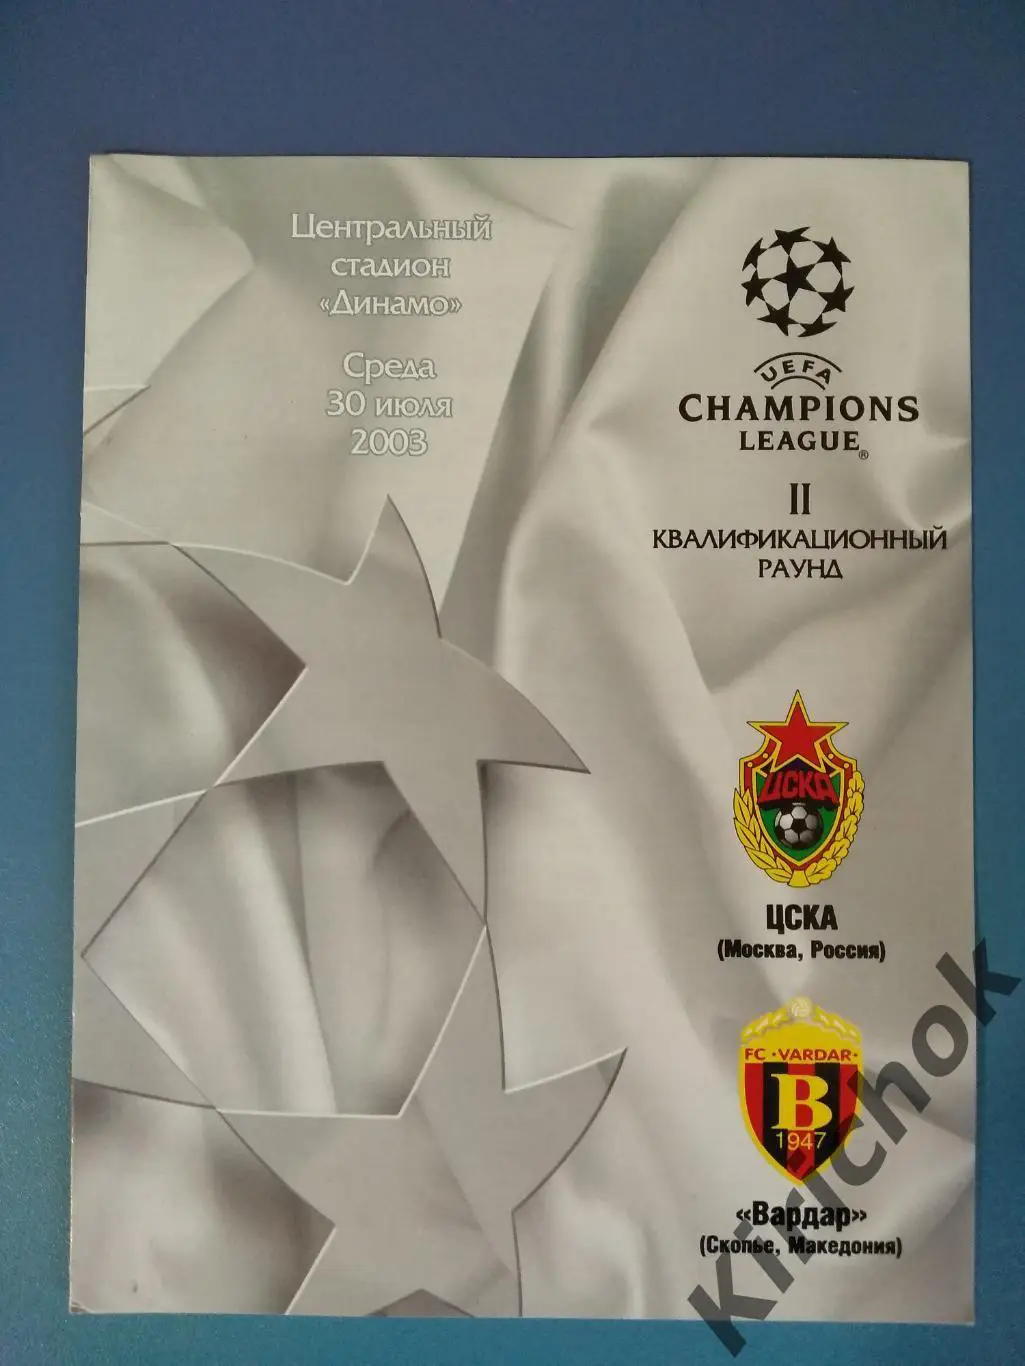 Центральный
стадион
«Динамо»
Среда
30 июля
2003
UEFA
CHAMPIONS
LEAGUE®
II
КВАЛИФИКАЦИОННЫЙ
РАУНД
ЦСКА
ЦСКА
(Москва, Россия)
FC · VARDAR ·
B
1947
«Вардар»
(Скопье, Македония)
Kirichok